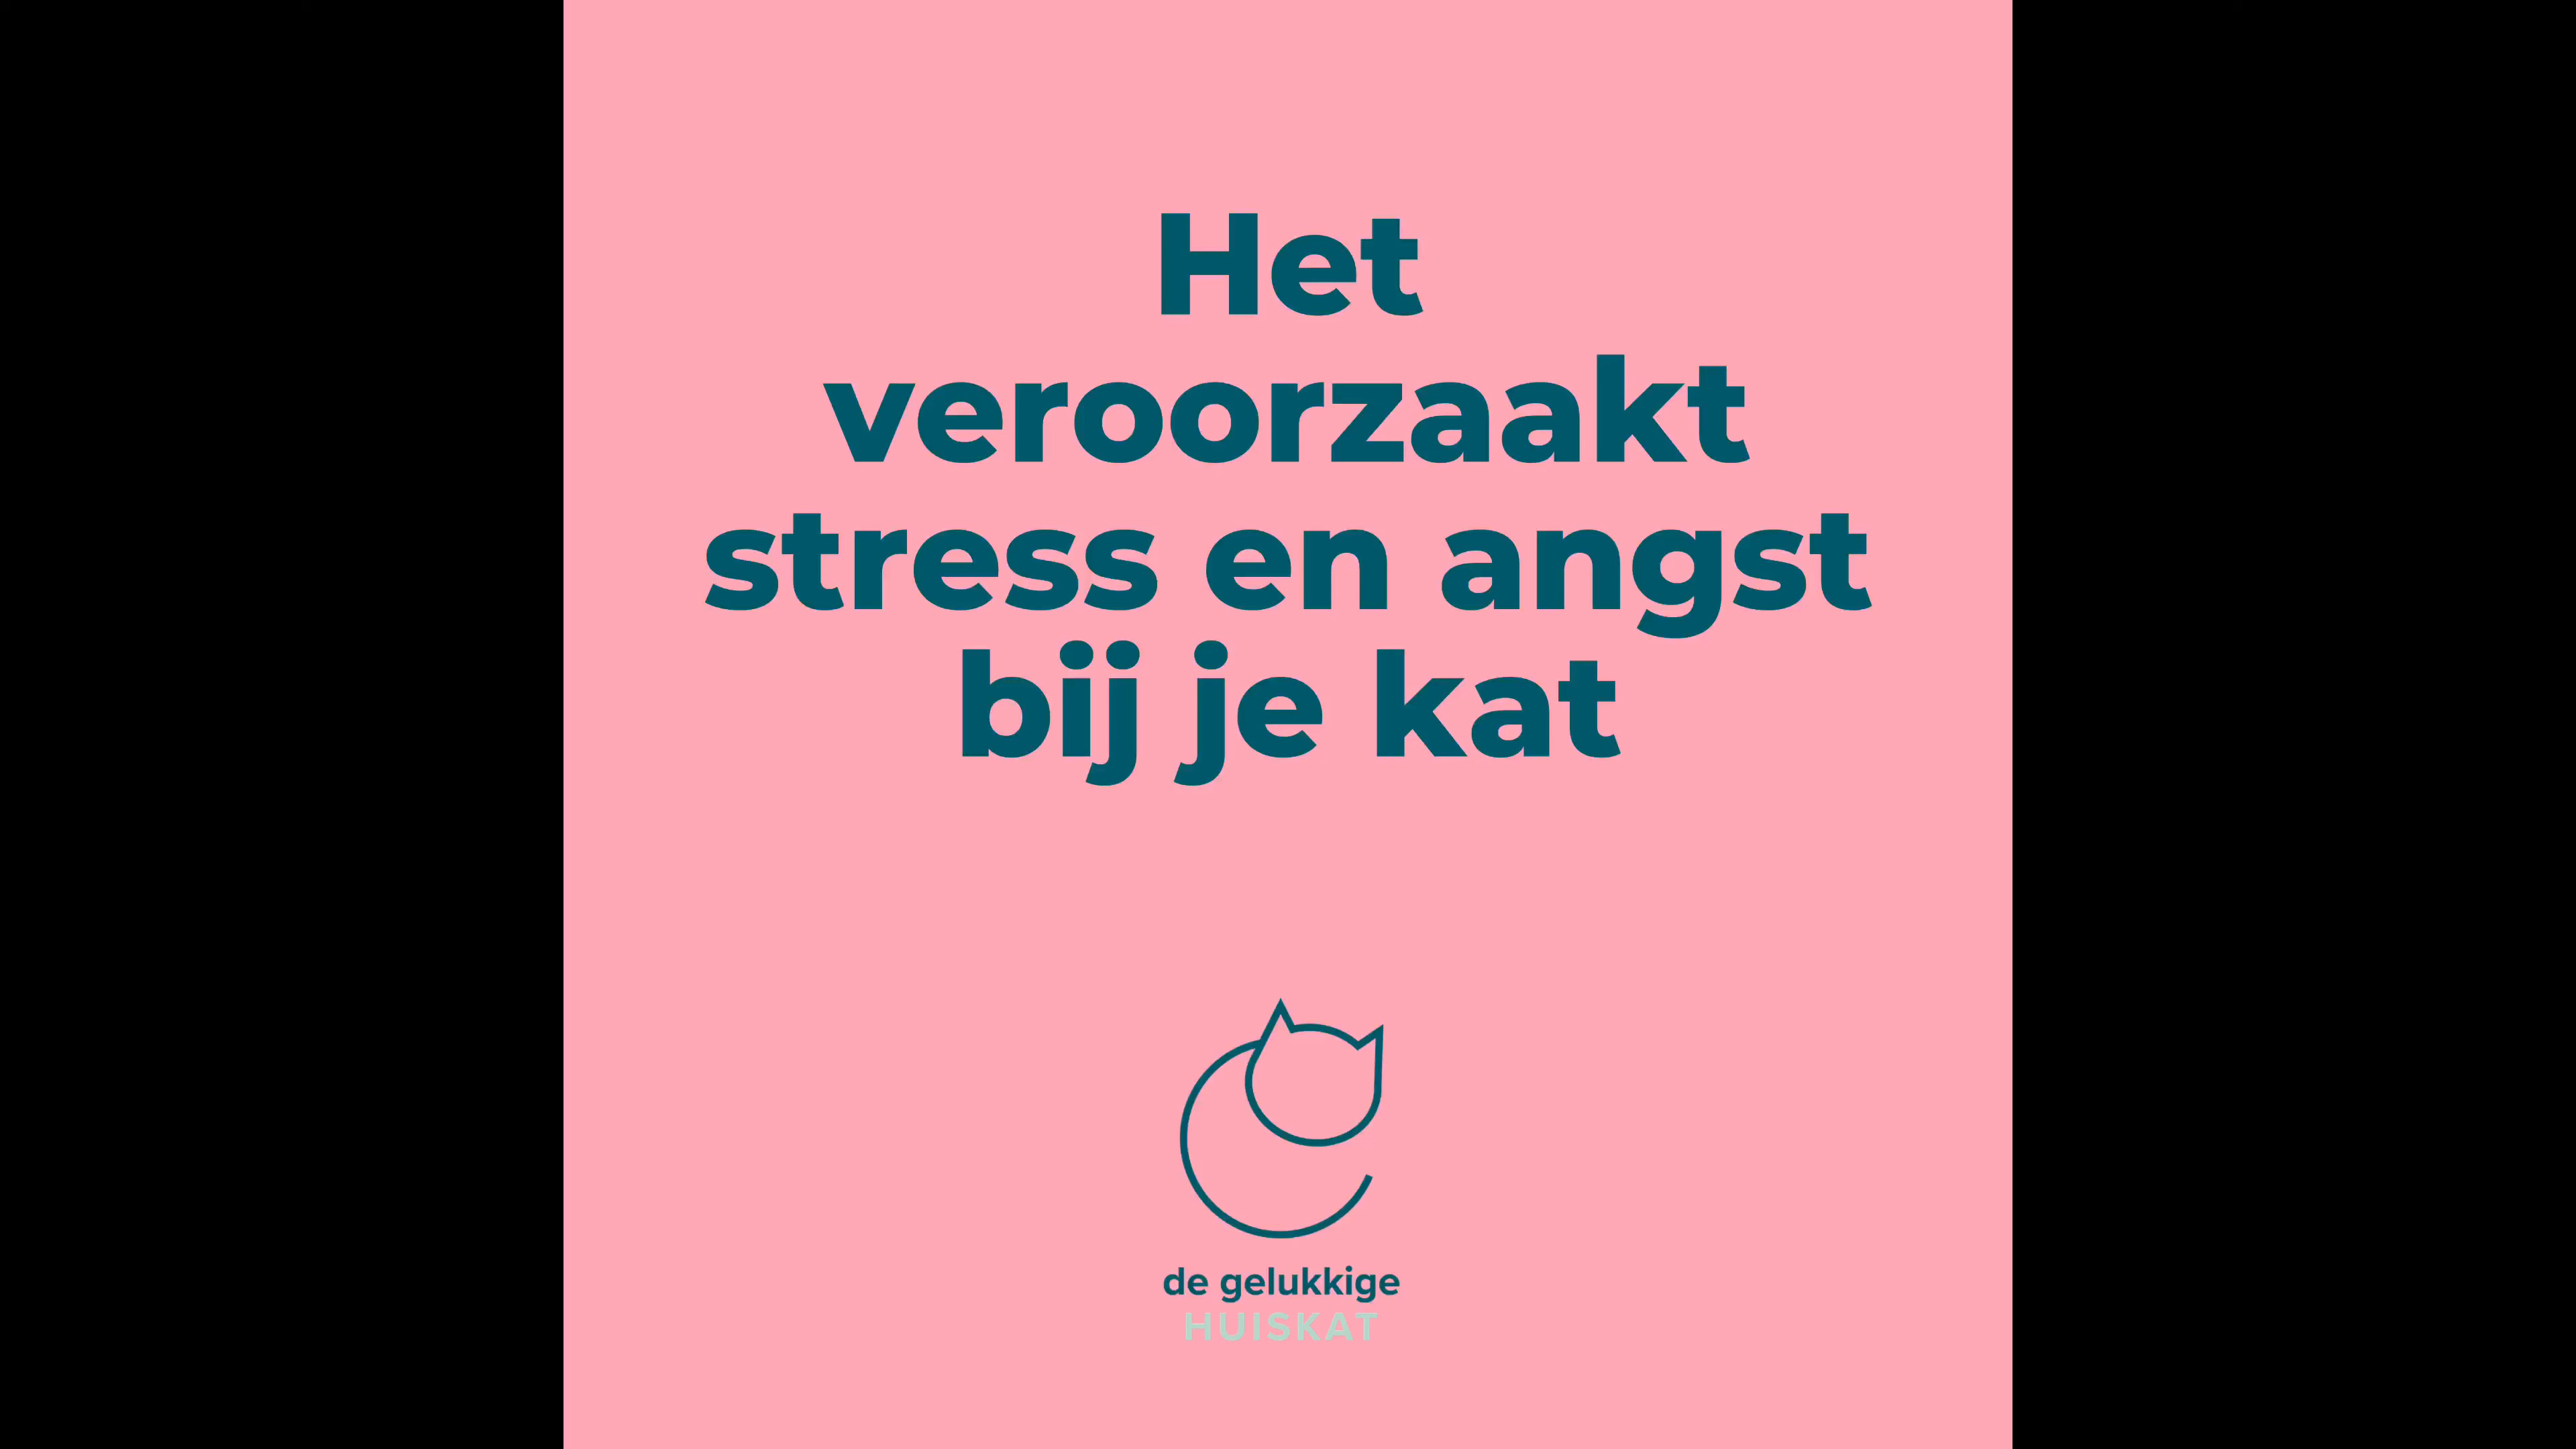 Het
veroorzaakt
stress en angst
bij je kat
de gelukkige
HUISKAT